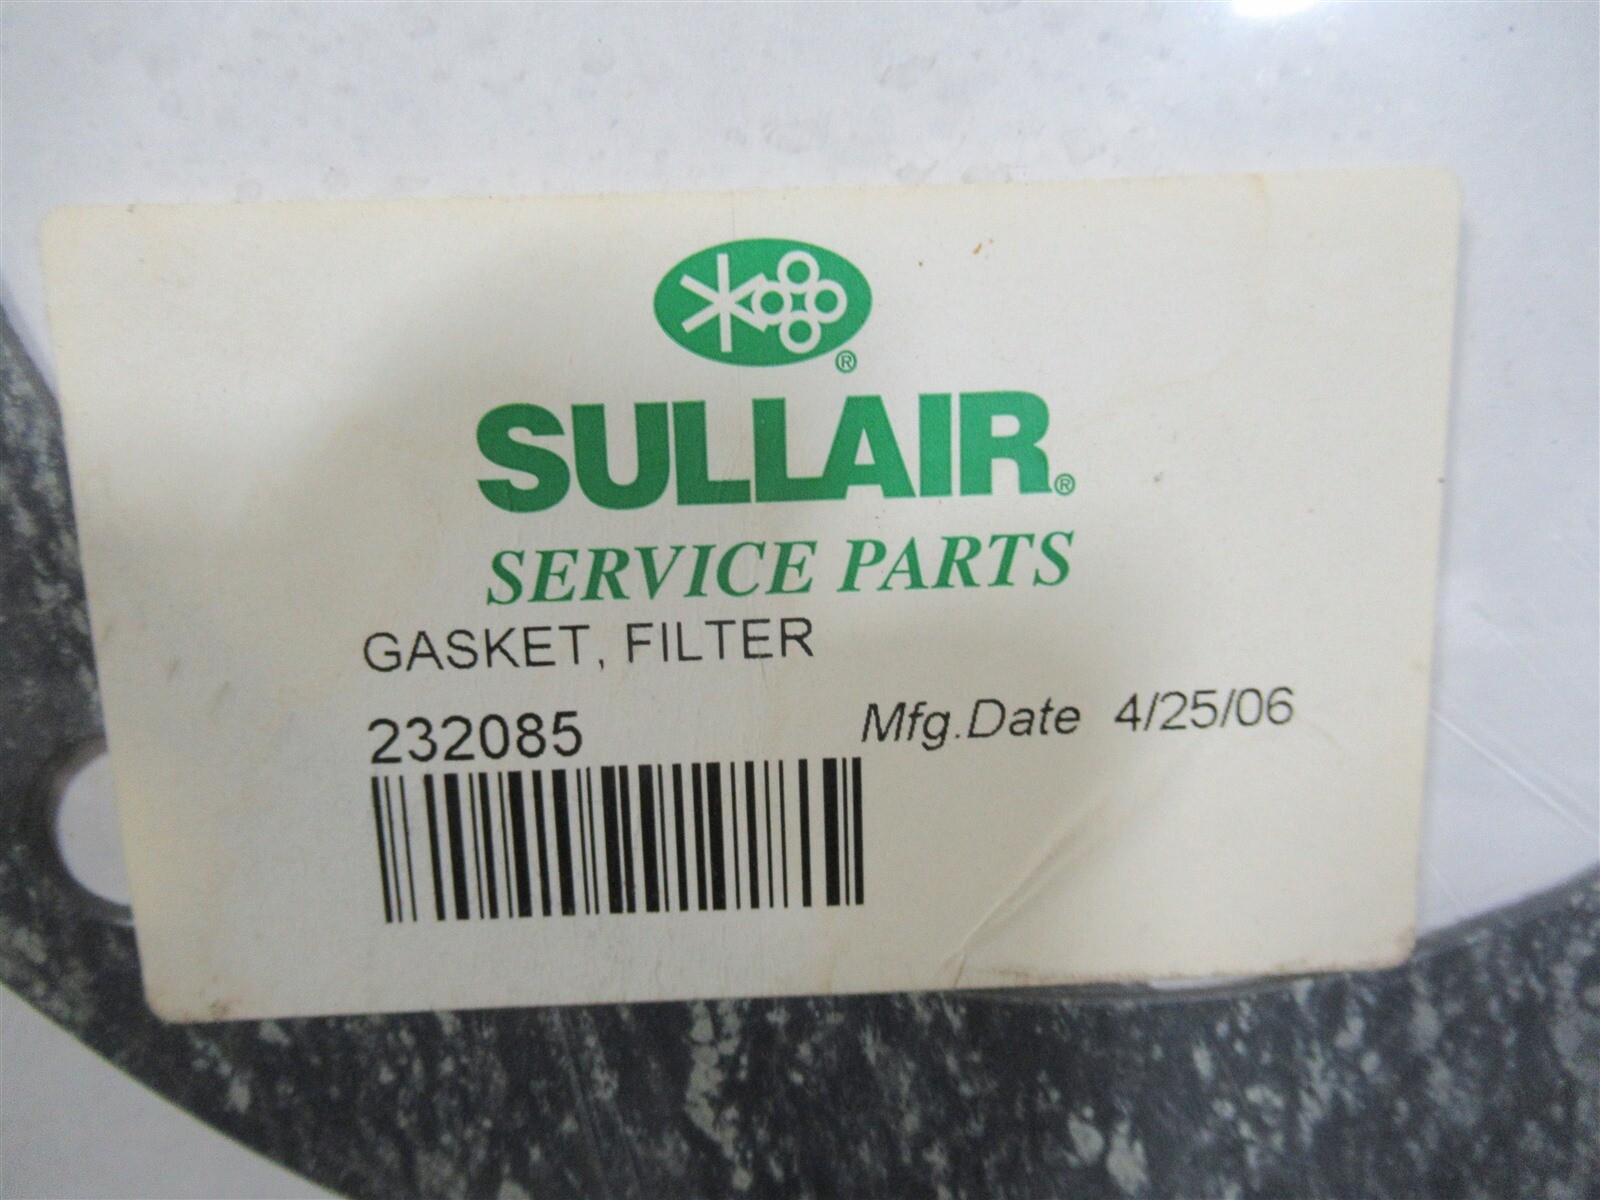 ®
SULLAIR®
SERVICE PARTS
GASKET, FILTER
232085
Mfg.Date 4/25/06